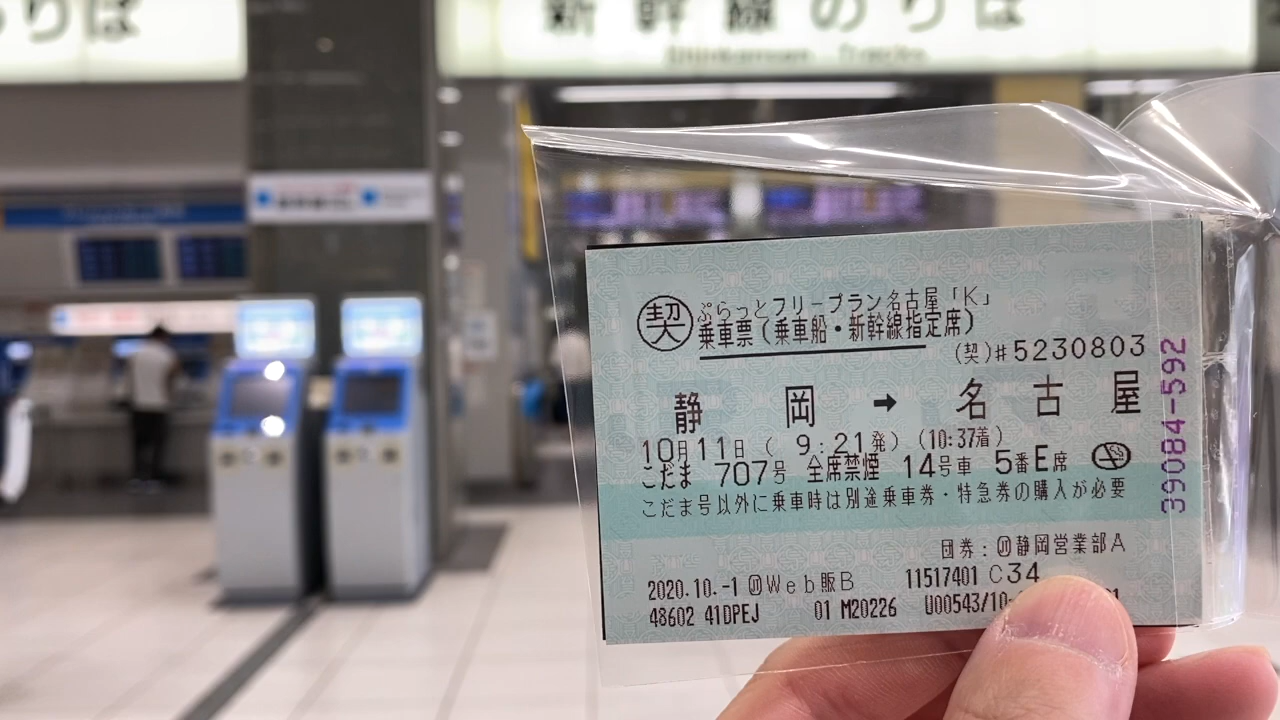 のりば
新幹線のりば
Shinkansen Tracks
契 ぷらっとフリープラン名古屋「K」
乗車票(乗車船・新幹線指定席)
(契)#5230803
静岡 → 名古屋
10月11日 ( 9:21発) (10:37着)
こだま 707号 全席禁煙 14号車 5番E席
こだま号以外に乗車時は別途乗車券・特急券の購入が必要
団券:㋛静岡営業部A
2020.10.-1 ㋛Web販B 11517401 C34
48602 41DPEJ 01 M20226 U00543/10
39084-592